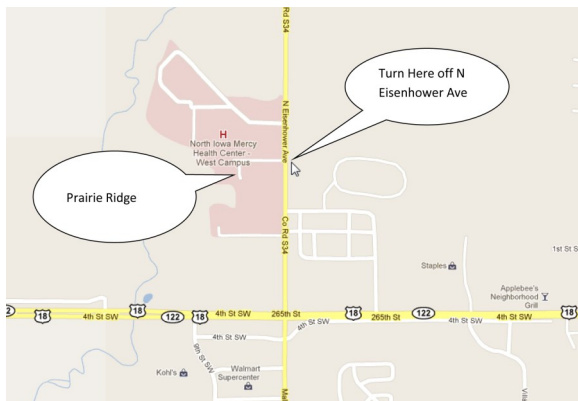 Rd S34
Turn Here off N
Eisenhower Ave
N Eisenhower Ave
H
North Iowa Mercy
Health Center -
West Campus
Prairie Ridge
Co Rd S34
1st St S
Staples
Applebee's
Neighborhood
Grill
18
4th St SW
18
122
18
4th St SW
265th St
18
265th St
122
4th St SW
18
4th St SW
4th St SW
4th St SW
9th St SW
Kohl's
Walmart
Supercenter